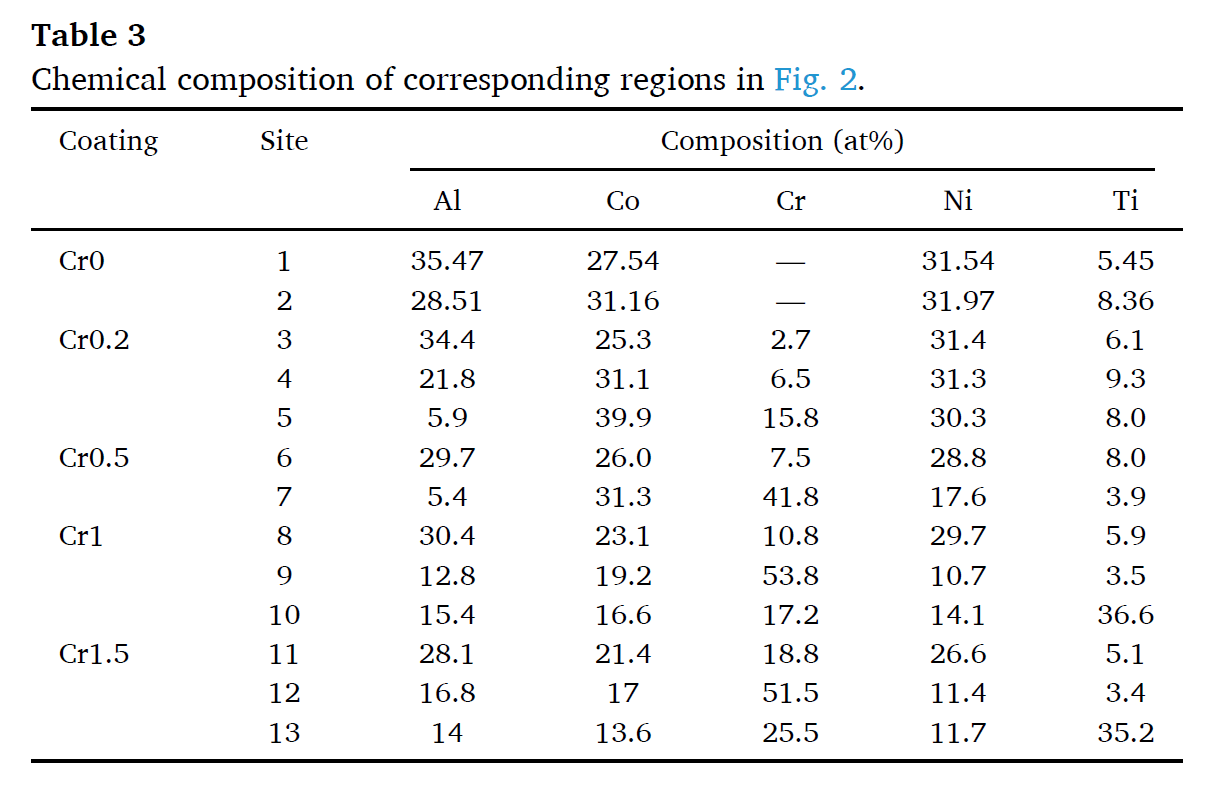 Table 3
Chemical composition of corresponding regions in Fig. 2.
Coating Site Composition (at%)
Al Co Cr Ni Ti
Cr0 1 35.47 27.54 — 31.54 5.45
2 28.51 31.16 — 31.97 8.36
Cr0.2 3 34.4 25.3 2.7 31.4 6.1
4 21.8 31.1 6.5 31.3 9.3
5 5.9 39.9 15.8 30.3 8.0
Cr0.5 6 29.7 26.0 7.5 28.8 8.0
7 5.4 31.3 41.8 17.6 3.9
Cr1 8 30.4 23.1 10.8 29.7 5.9
9 12.8 19.2 53.8 10.7 3.5
10 15.4 16.6 17.2 14.1 36.6
Cr1.5 11 28.1 21.4 18.8 26.6 5.1
12 16.8 17 51.5 11.4 3.4
13 14 13.6 25.5 11.7 35.2